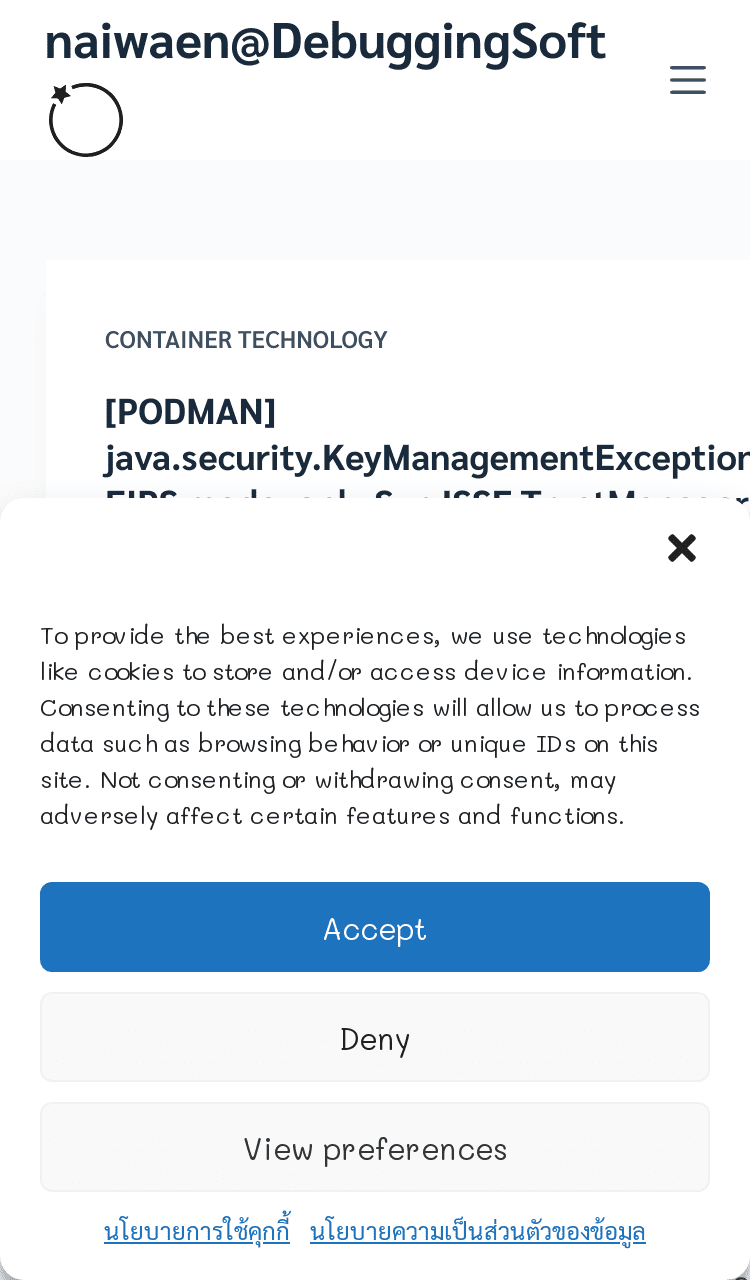 naiwaen@DebuggingSoft
CONTAINER TECHNOLOGY
[PODMAN]
java.security.KeyManagementException
To provide the best experiences, we use technologies
like cookies to store and/or access device information.
Consenting to these technologies will allow us to process
data such as browsing behavior or unique IDs on this
site. Not consenting or withdrawing consent, may
adversely affect certain features and functions.
Accept
Deny
View preferences
นโยบายการใช้คุกกี้ นโยบายความเป็นส่วนตัวของข้อมูล